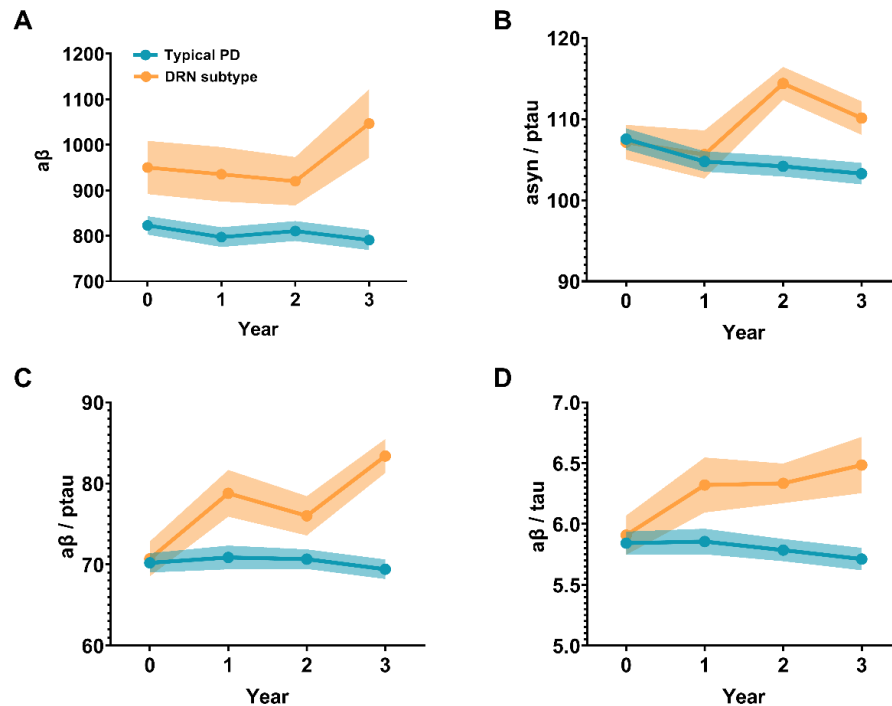 A
Typical PD
DRN subtype
1200
1100
1000
900
800
700
aβ
0 1 2 3
Year
B
120
110
100
90
asyn / ptau
0 1 2 3
Year
C
90
80
70
60
aβ / ptau
0 1 2 3
Year
D
7.0
6.5
6.0
5.5
5.0
aβ / tau
0 1 2 3
Year